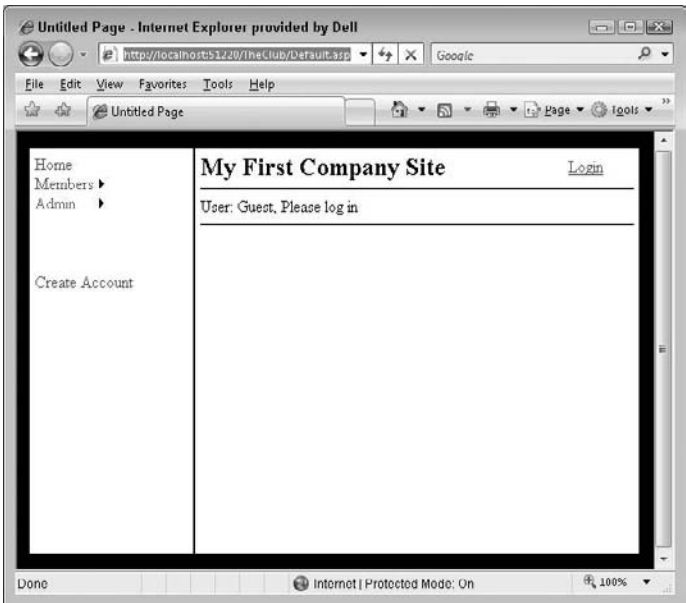 Untitled Page - Internet Explorer provided by Dell
http://localhost:51220/TheClub/Default.asp
Google
File Edit View Favorites Tools Help
Untitled Page
Page Tools »
Home
Members
Admin
Create Account
My First Company Site
Login
User: Guest, Please log in
Done
Internet | Protected Mode: On
100%